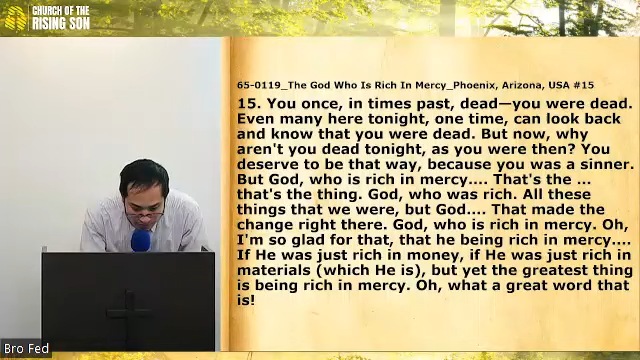 CHURCH OF THE
RISING SON
65-0119_The God Who Is Rich In Mercy_Phoenix, Arizona, USA #15
15. You once, in times past, dead—you were dead.
Even many here tonight, one time, can look back
and know that you were dead. But now, why
aren't you dead tonight, as you were then? You
deserve to be that way, because you was a sinner.
But God, who is rich in mercy.... That's the ...
that's the thing. God, who was rich. All these
things that we were, but God.... That made the
change right there. God, who is rich in mercy. Oh,
I'm so glad for that, that he being rich in mercy....
If He was just rich in money, if He was just rich in
materials (which He is), but yet the greatest thing
is being rich in mercy. Oh, what a great word that
is!
Bro Fed